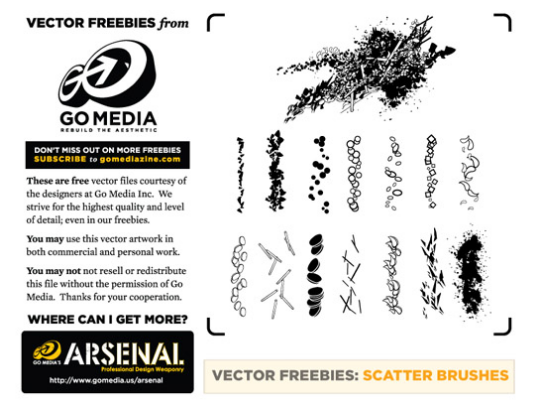 VECTOR FREEBIES from
GO MEDIA
REBUILD THE AESTHETIC
DON'T MISS OUT ON MORE FREEBIES
SUBSCRIBE to gomediazine.com
These are free vector files courtesy of
the designers at Go Media Inc. We
strive for the highest quality and level
of detail; even in our freebies.
You may use this vector artwork in
both commercial and personal work.
You may not not resell or redistribute
this file without the permission of Go
Media. Thanks for your cooperation.
WHERE CAN I GET MORE?
GO MEDIA'S ARSENAL
Professional Design Weaponry
http://www.gomedia.us/arsenal
VECTOR FREEBIES: SCATTER BRUSHES